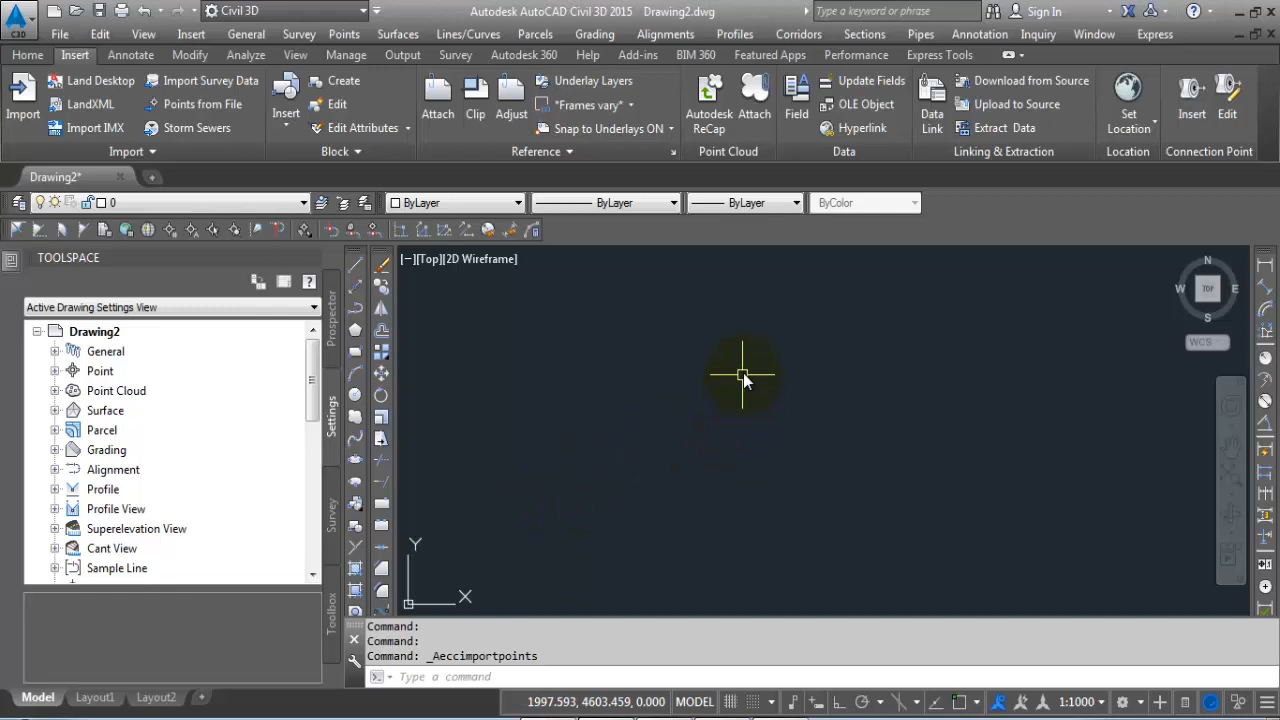 Civil 3D
Autodesk AutoCAD Civil 3D 2015 Drawing2.dwg
Type a keyword or phrase
Sign In
C3D
File Edit View Insert General Survey Points Surfaces Lines/Curves Parcels Grading Alignments Profiles Corridors Sections Pipes Annotation Inquiry Window Express
Home Insert Annotate Modify Analyze View Manage Output Survey Autodesk 360 Help Add-ins BIM 360 Featured Apps Performance Express Tools
Land Desktop Import Survey Data Create Underlay Layers Update Fields Download from Source
LandXML Points from File Edit *Frames vary* OLE Object Upload to Source
Import Insert Attach Clip Adjust Autodesk ReCap Attach Field Data Link Set Location Insert Edit
Import IMX Storm Sewers Edit Attributes Snap to Underlays ON Hyperlink Extract Data
Import Block Reference Point Cloud Data Linking & Extraction Location Connection Point
Drawing2*
0 ByLayer ByLayer ByLayer ByColor
TOOLSPACE
Active Drawing Settings View
Drawing2
General
Point
Point Cloud
Surface
Parcel
Grading
Alignment
Profile
Profile View
Superelevation View
Cant View
Sample Line
Prospector
Settings
Survey
Toolbox
[−][Top][2D Wireframe]
N
W TOP E
S
WCS
Y
X
Command:
Command:
Command: _Aeccimportpoints
Type a command
Model Layout1 Layout2 +
1997.593, 4603.459, 0.000 MODEL 1:1000